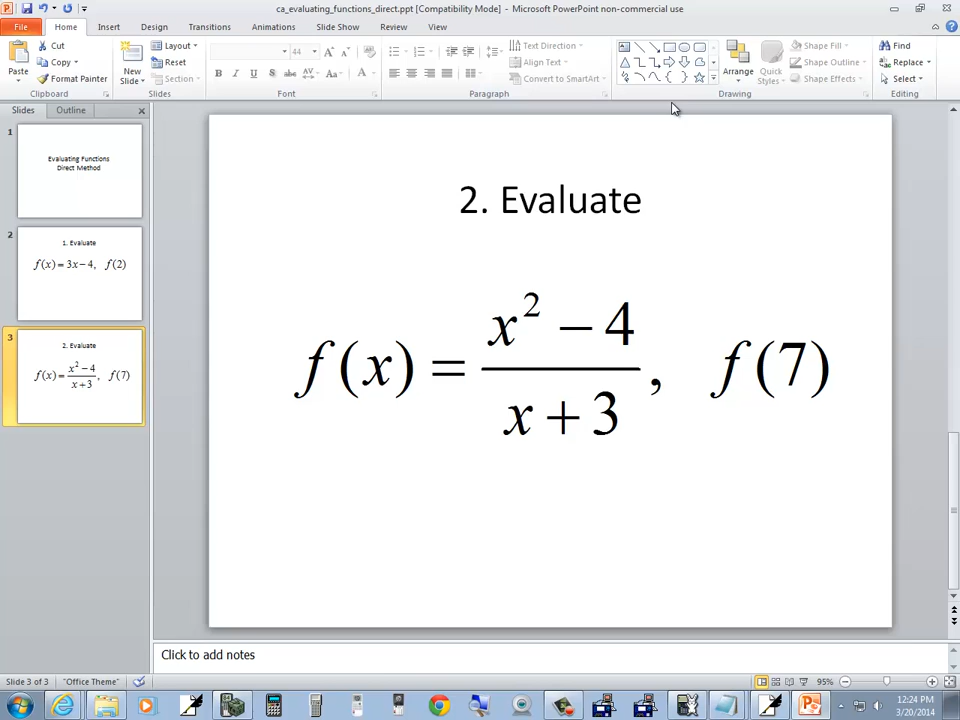 ca_evaluating_functions_direct.ppt [Compatibility Mode] - Microsoft PowerPoint non-commercial use
File Home Insert Design Transitions Animations Slide Show Review View
Paste Cut Copy Format Painter Clipboard
New Slide Layout Reset Section Slides
44
B I U S abc AV Aa A Font
Text Direction Align Text Convert to SmartArt Paragraph
Arrange Quick Styles Shape Fill Shape Outline Shape Effects Drawing
Find Replace Select Editing
Slides Outline
1
Evaluating Functions
Direct Method
2
1. Evaluate
f(x) = 3x − 4, f(2)
3
2. Evaluate
f(x) = (x² − 4)/(x + 3), f(7)
2. Evaluate
f(x) = (x² − 4)/(x + 3), f(7)
Click to add notes
Slide 3 of 3 "Office Theme" 95%
12:24 PM
3/20/2014